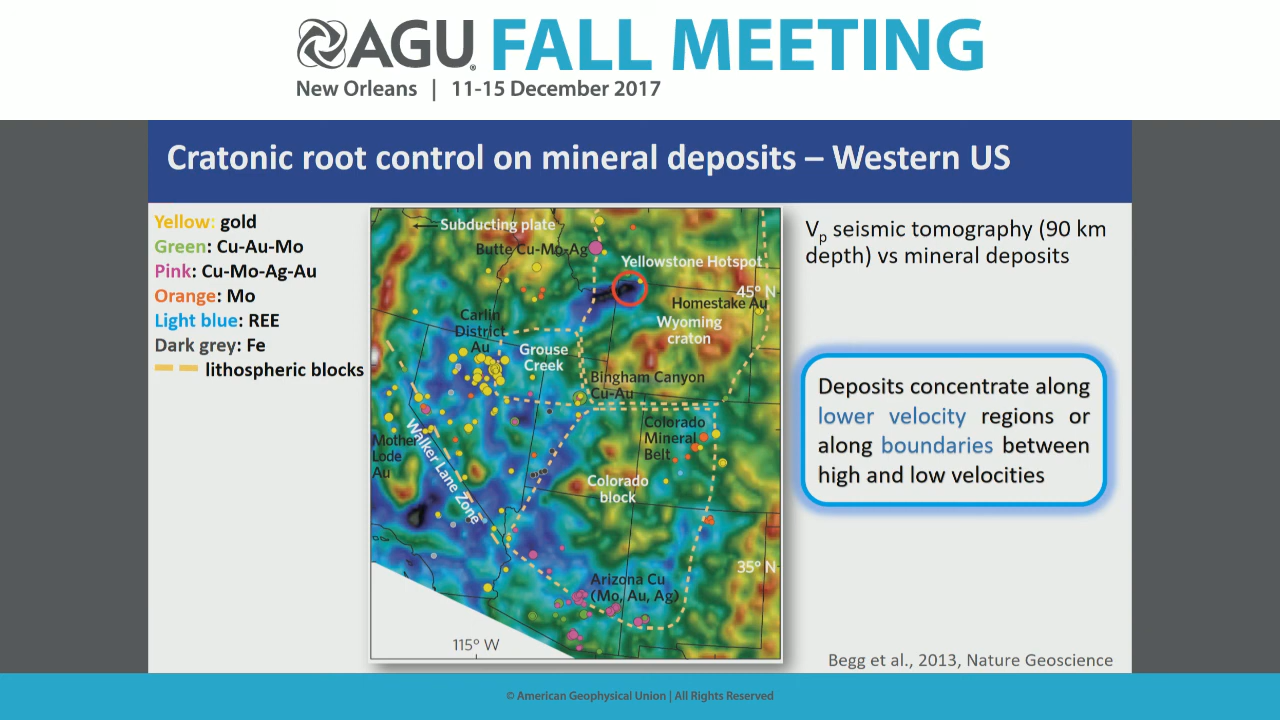 AGU FALL MEETING
New Orleans | 11-15 December 2017
Cratonic root control on mineral deposits – Western US
Yellow: gold
Green: Cu-Au-Mo
Pink: Cu-Mo-Ag-Au
Orange: Mo
Light blue: REE
Dark grey: Fe
lithospheric blocks
Subducting plate
Butte Cu-Mo-Ag
Yellowstone Hotspot
45° N
Homestake Au
Wyoming
craton
Carlin
District
Au
Grouse
Creek
Bingham Canyon
Cu-Au
Colorado
Mineral
Belt
Mother
Lode
Au
Walker Lane Zone
Colorado
block
35° N
Arizona Cu
(Mo, Au, Ag)
115° W
Vp seismic tomography (90 km
depth) vs mineral deposits
Deposits concentrate along
lower velocity regions or
along boundaries between
high and low velocities
Begg et al., 2013, Nature Geoscience
© American Geophysical Union | All Rights Reserved